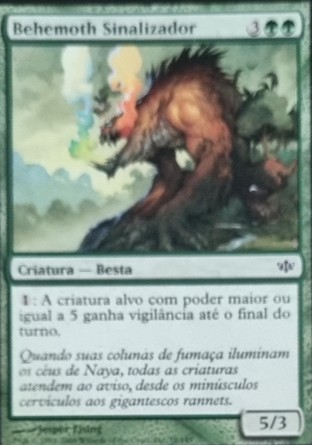 Behemoth Sinalizador 3
Criatura — Besta
1: A criatura alvo com poder maior ou
igual a 5 ganha vigilância até o final do
turno.
Quando suas colunas de fumaça iluminam
os céus de Naya, todas as criaturas
atendem ao aviso, desde os minúsculos
cervículos aos gigantescos rannets.
Jesper Ejsing
5/3